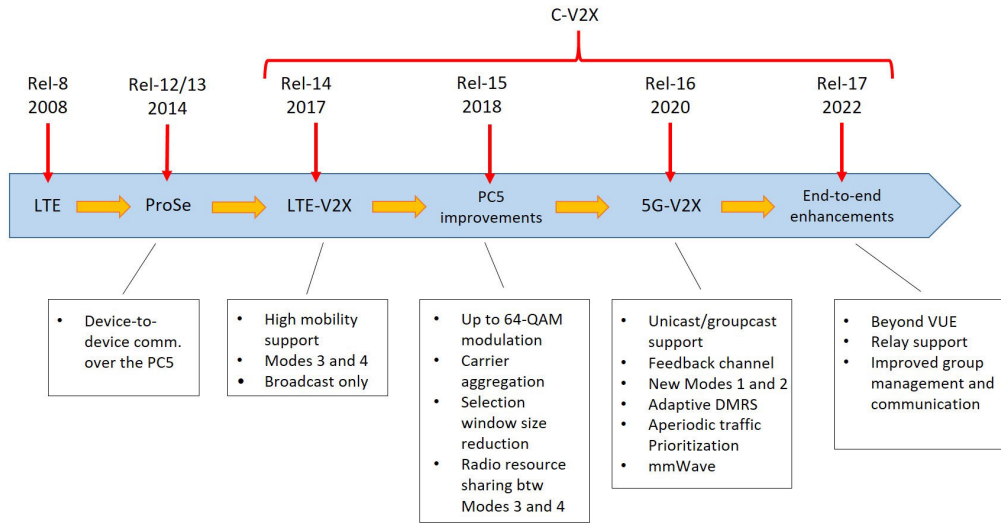 C-V2X
Rel-8
2008
Rel-12/13
2014
Rel-14
2017
Rel-15
2018
Rel-16
2020
Rel-17
2022
LTE
ProSe
LTE-V2X
PC5
improvements
5G-V2X
End-to-end
enhancements
• Device-to-
device comm.
over the PC5
• High mobility
support
• Modes 3 and 4
• Broadcast only
• Up to 64-QAM
modulation
• Carrier
aggregation
• Selection
window size
reduction
• Radio resource
sharing btw
Modes 3 and 4
• Unicast/groupcast
support
• Feedback channel
• New Modes 1 and 2
• Adaptive DMRS
• Aperiodic traffic
Prioritization
• mmWave
• Beyond VUE
• Relay support
• Improved group
management and
communication